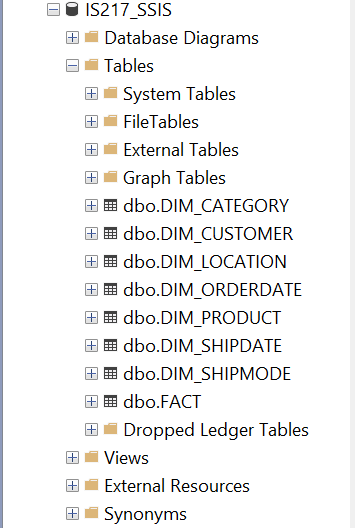 IS217_SSIS
Database Diagrams
Tables
System Tables
FileTables
External Tables
Graph Tables
dbo.DIM_CATEGORY
dbo.DIM_CUSTOMER
dbo.DIM_LOCATION
dbo.DIM_ORDERDATE
dbo.DIM_PRODUCT
dbo.DIM_SHIPDATE
dbo.DIM_SHIPMODE
dbo.FACT
Dropped Ledger Tables
Views
External Resources
Synonyms